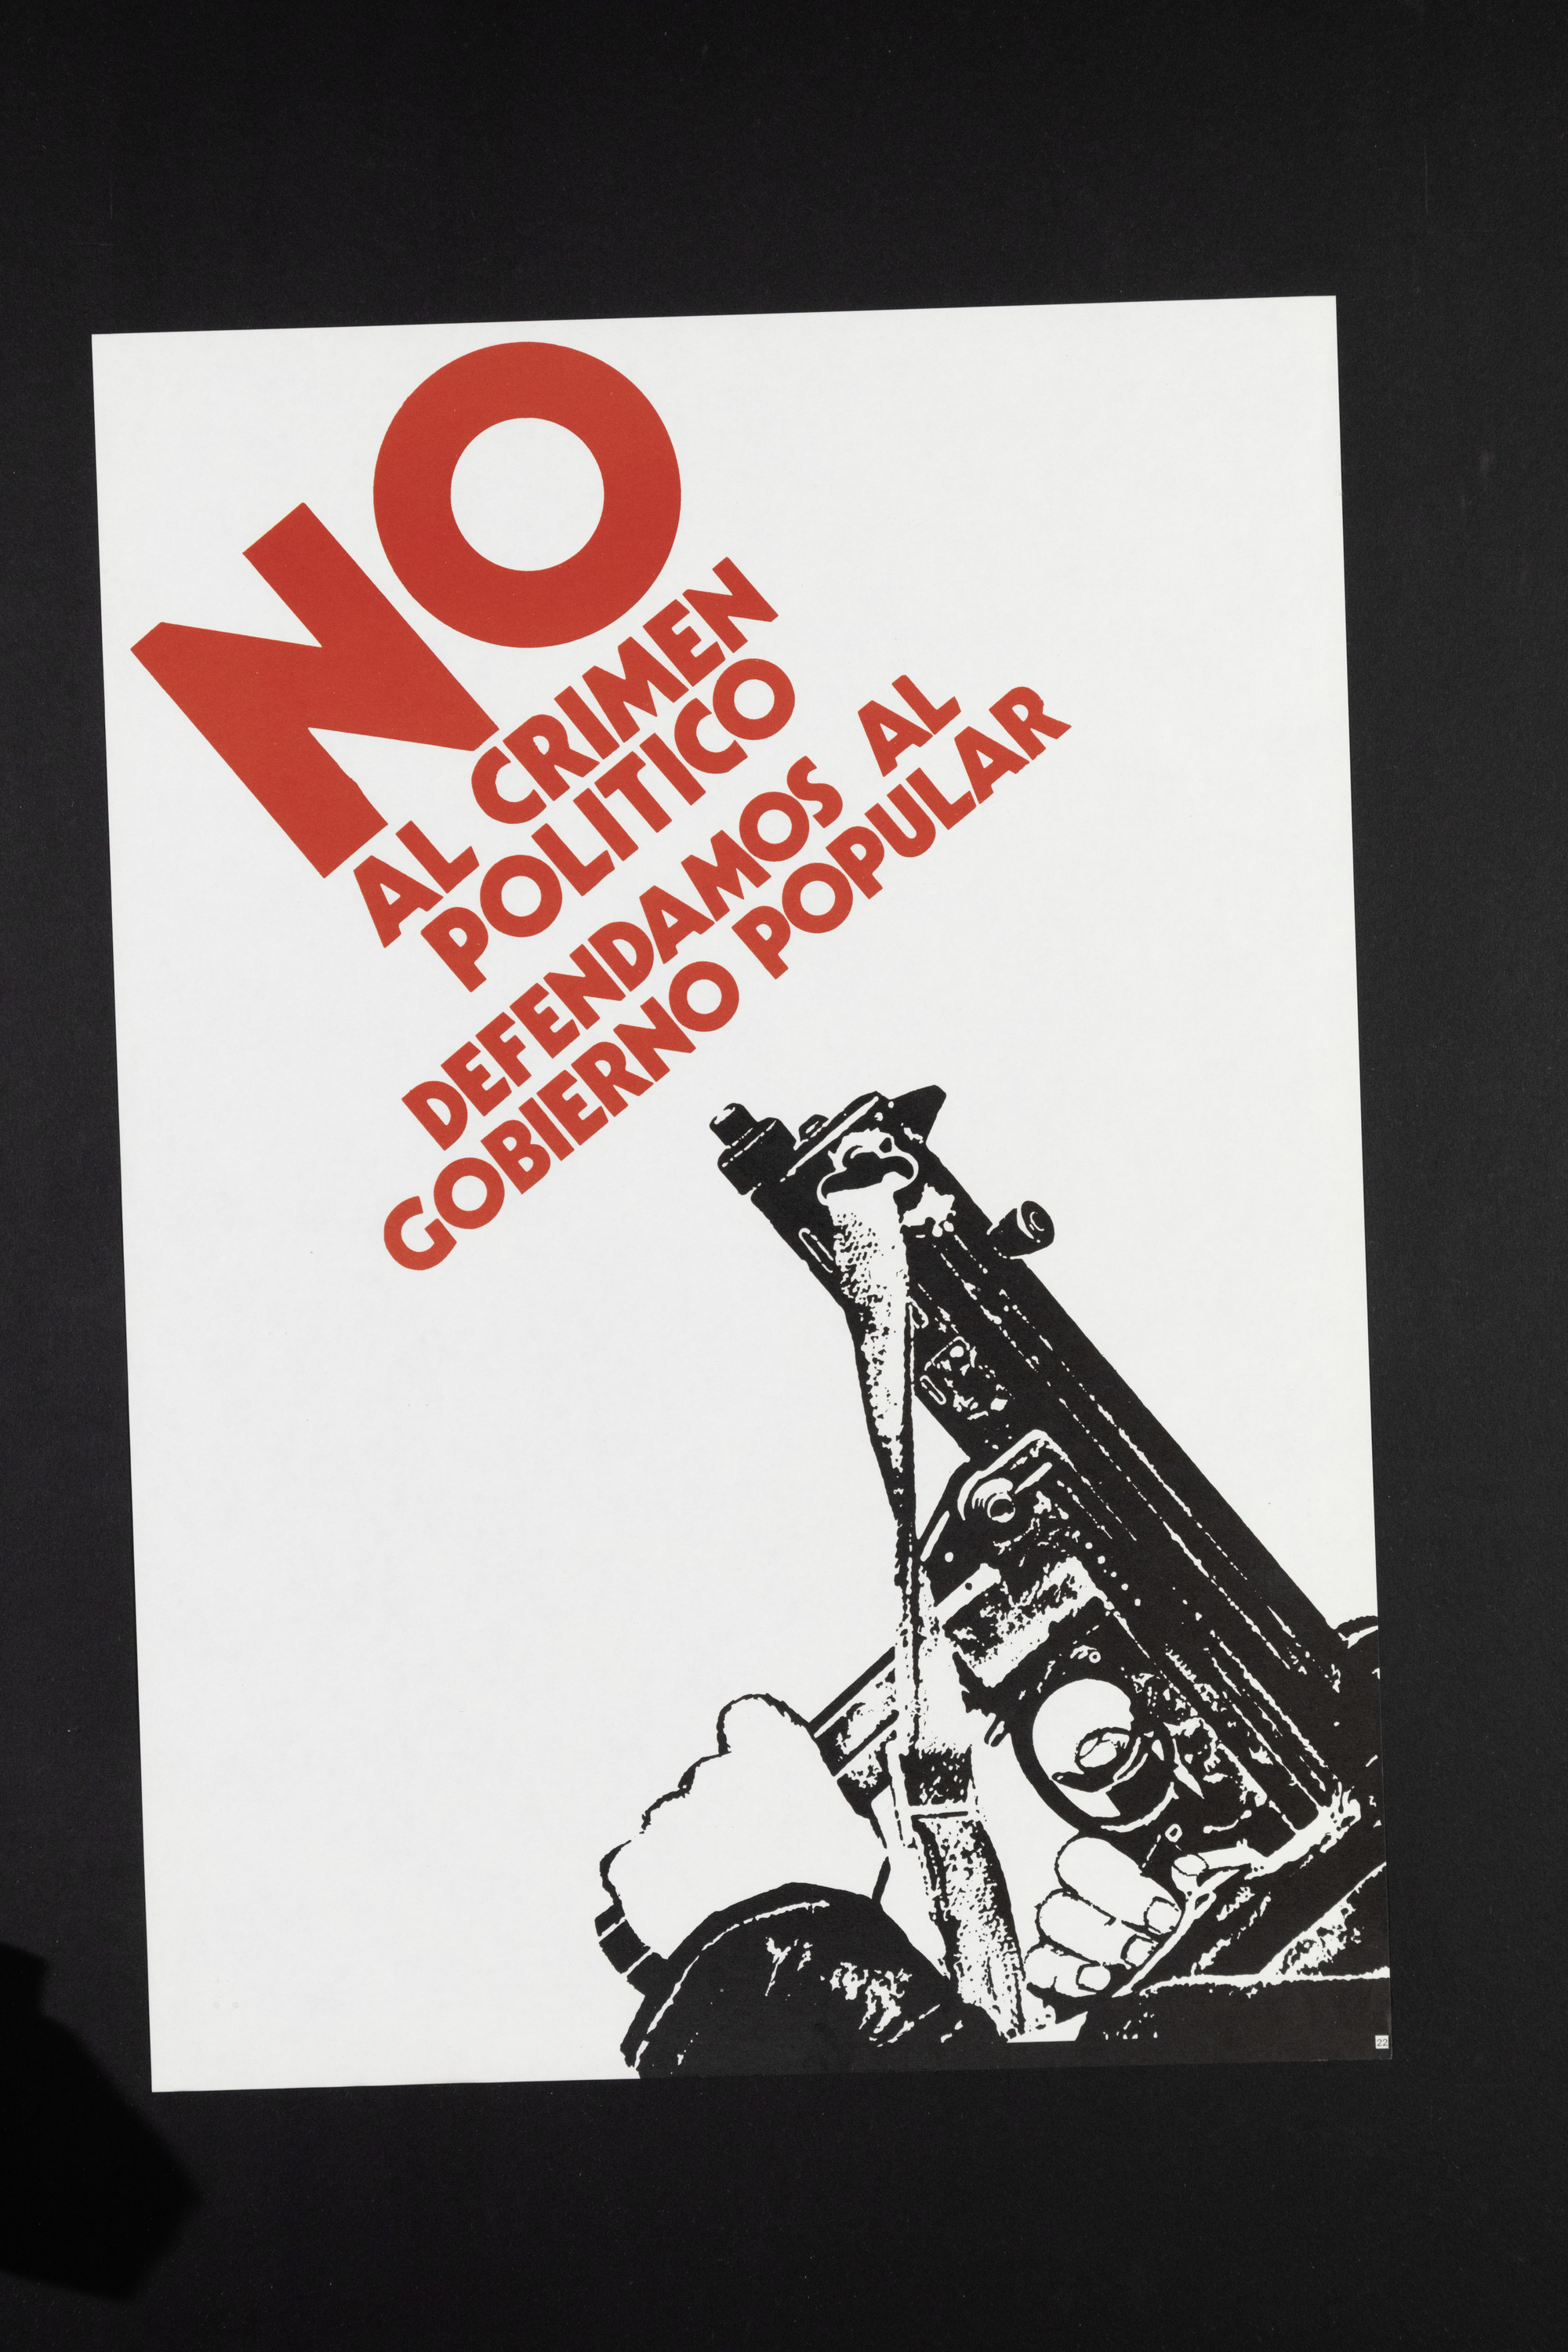 NO
AL CRIMEN
POLITICO
DEFENDAMOS AL
GOBIERNO POPULAR
22